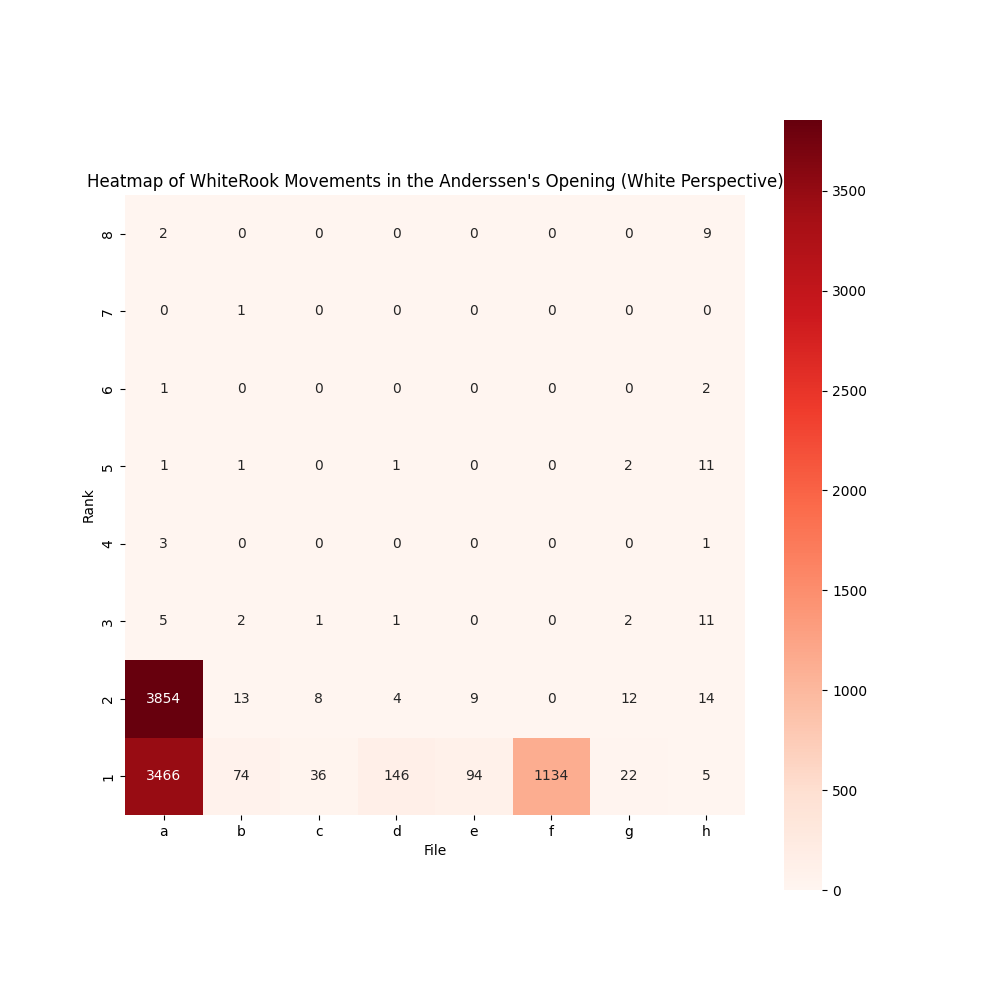 Heatmap of WhiteRook Movements in the Anderssen's Opening (White Perspective)
3500
8 2 0 0 0 0 0 0 9
3000
7 0 1 0 0 0 0 0 0
6 1 0 0 0 0 0 0 2
2500
5 1 1 0 1 0 0 2 11
2000
Rank
4 3 0 0 0 0 0 0 1
1500
3 5 2 1 1 0 0 2 11
1000
2 3854 13 8 4 9 0 12 14
1 3466 74 36 146 94 1134 22 5
500
a b c d e f g h
File
0